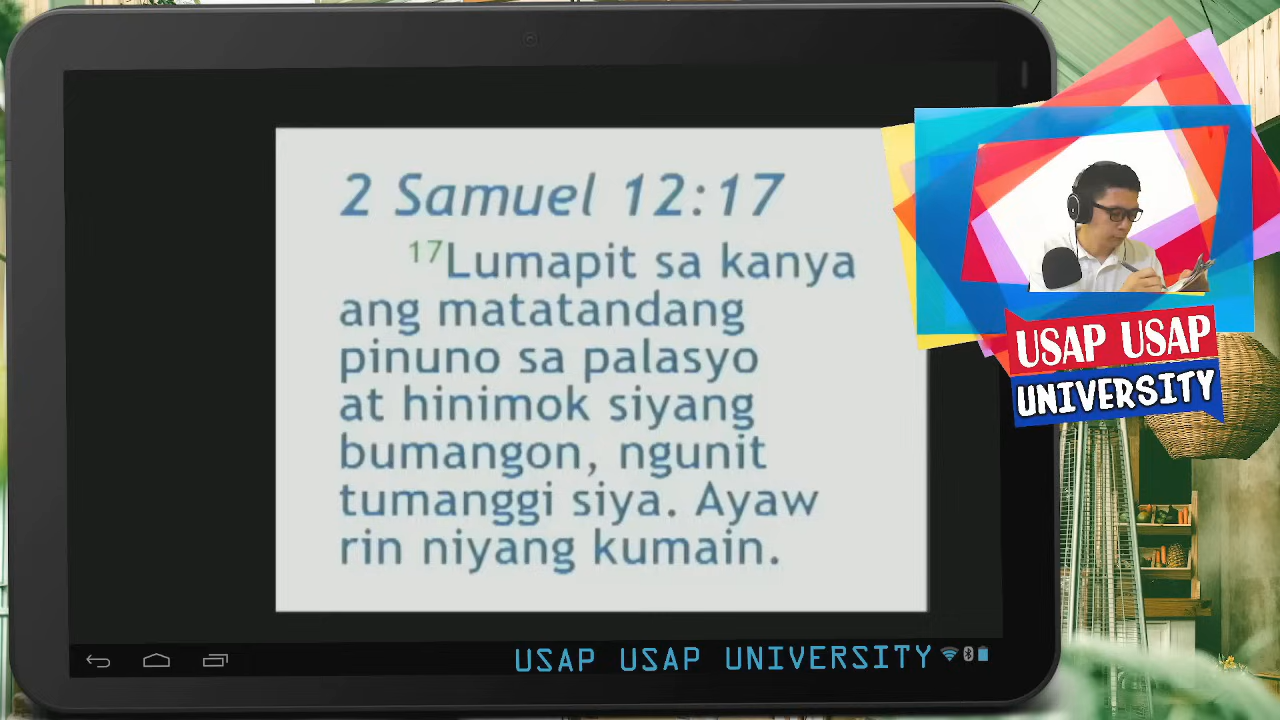 2 Samuel 12:17
17Lumapit sa kanya
ang matatandang
pinuno sa palasyo
at hinimok siyang
bumangon, ngunit
tumanggi siya. Ayaw
rin niyang kumain.
USAP USAP
UNIVERSITY
USAP USAP UNIVERSITY